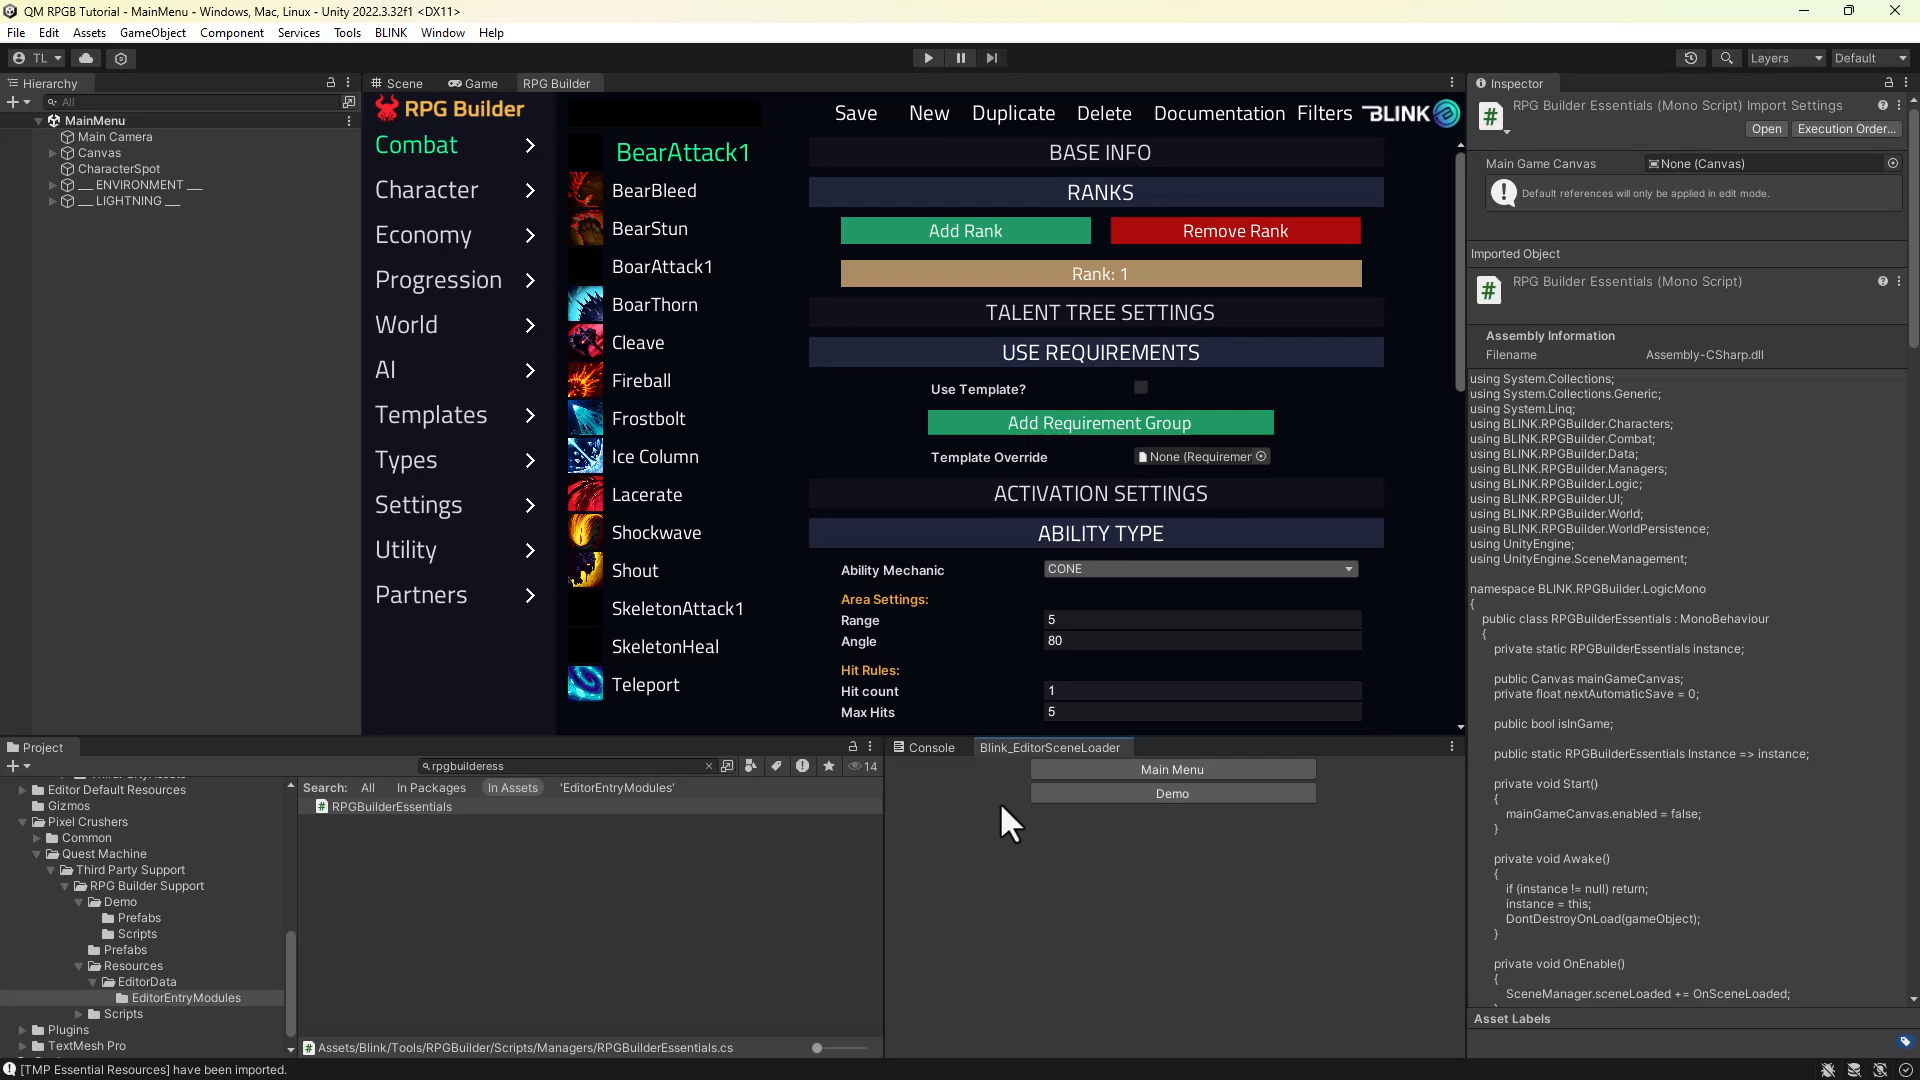 QM RPGB Tutorial - MainMenu - Windows, Mac, Linux - Unity 2022.3.32f1 <DX11>
File Edit Assets GameObject Component Services Tools BLINK Window Help
TL Layers Default
Hierarchy
All
MainMenu
Main Camera
Canvas
CharacterSpot
___ ENVIRONMENT ___
___ LIGHTNING ___
Scene Game RPG Builder
RPG Builder
Combat
Character
Economy
Progression
World
AI
Templates
Types
Settings
Utility
Partners
Save New Duplicate Delete Documentation Filters BLINK
BearAttack1
BearBleed
BearStun
BoarAttack1
BoarThorn
Cleave
Fireball
Frostbolt
Ice Column
Lacerate
Shockwave
Shout
SkeletonAttack1
SkeletonHeal
Teleport
BASE INFO
RANKS
Add Rank Remove Rank
Rank: 1
TALENT TREE SETTINGS
USE REQUIREMENTS
Use Template?
Add Requirement Group
Template Override None (Requiremer
ACTIVATION SETTINGS
ABILITY TYPE
Ability Mechanic CONE
Area Settings:
Range 5
Angle 80
Hit Rules:
Hit count 1
Max Hits 5
Inspector
RPG Builder Essentials (Mono Script) Import Settings
Open Execution Order...
Main Game Canvas None (Canvas)
Default references will only be applied in edit mode.
Imported Object
RPG Builder Essentials (Mono Script)
Assembly Information
Filename Assembly-CSharp.dll
using System.Collections;
using System.Collections.Generic;
using System.Linq;
using BLINK.RPGBuilder.Characters;
using BLINK.RPGBuilder.Combat;
using BLINK.RPGBuilder.Data;
using BLINK.RPGBuilder.Managers;
using BLINK.RPGBuilder.Logic;
using BLINK.RPGBuilder.UI;
using BLINK.RPGBuilder.World;
using BLINK.RPGBuilder.WorldPersistence;
using UnityEngine;
using UnityEngine.SceneManagement;
namespace BLINK.RPGBuilder.LogicMono
{
public class RPGBuilderEssentials : MonoBehaviour
{
private static RPGBuilderEssentials instance;
public Canvas mainGameCanvas;
private float nextAutomaticSave = 0;
public bool isInGame;
public static RPGBuilderEssentials Instance => instance;
private void Start()
{
mainGameCanvas.enabled = false;
}
private void Awake()
{
if (instance != null) return;
instance = this;
DontDestroyOnLoad(gameObject);
}
private void OnEnable()
{
SceneManager.sceneLoaded += OnSceneLoaded;
Asset Labels
Project
rpgbuilderess
14
Editor Default Resources
Gizmos
Pixel Crushers
Common
Quest Machine
Third Party Support
RPG Builder Support
Demo
Prefabs
Scripts
Prefabs
Resources
EditorData
EditorEntryModules
Scripts
Plugins
TextMesh Pro
Search: All In Packages In Assets 'EditorEntryModules'
RPGBuilderEssentials
Assets/Blink/Tools/RPGBuilder/Scripts/Managers/RPGBuilderEssentials.cs
Console Blink_EditorSceneLoader
Main Menu
Demo
[TMP Essential Resources] have been imported.